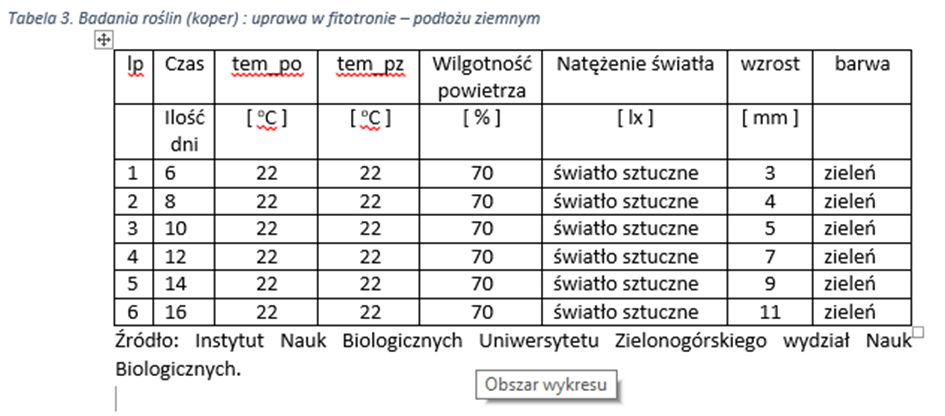 Tabela 3. Badania roślin (koper) : uprawa w fitotronie – podłożu ziemnym
lp Czas tem_po tem_pz Wilgotność powietrza Natężenie światła wzrost barwa
Ilość dni [ °C ] [ °C ] [ % ] [ lx ] [ mm ]
1 6 22 22 70 światło sztuczne 3 zieleń
2 8 22 22 70 światło sztuczne 4 zieleń
3 10 22 22 70 światło sztuczne 5 zieleń
4 12 22 22 70 światło sztuczne 7 zieleń
5 14 22 22 70 światło sztuczne 9 zieleń
6 16 22 22 70 światło sztuczne 11 zieleń
Źródło: Instytut Nauk Biologicznych Uniwersytetu Zielonogórskiego wydział Nauk
Biologicznych.
Obszar wykresu